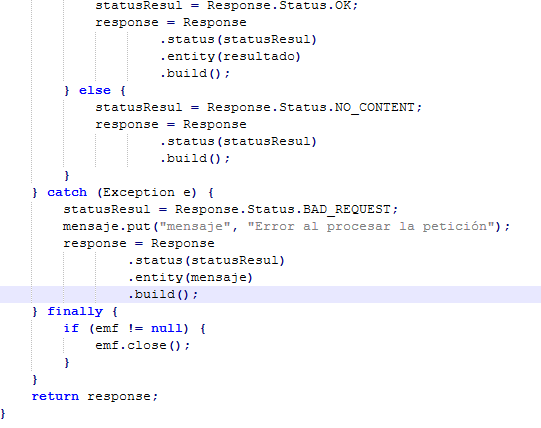 statusResul = Response.Status.OK;
response = Response
.status(statusResul)
.entity(resultado)
.build();
} else {
statusResul = Response.Status.NO_CONTENT;
response = Response
.status(statusResul)
.build();
}
} catch (Exception e) {
statusResul = Response.Status.BAD_REQUEST;
mensaje.put("mensaje", "Error al procesar la petición");
response = Response
.status(statusResul)
.entity(mensaje)
.build();
} finally {
if (emf != null) {
emf.close();
}
}
return response;
}